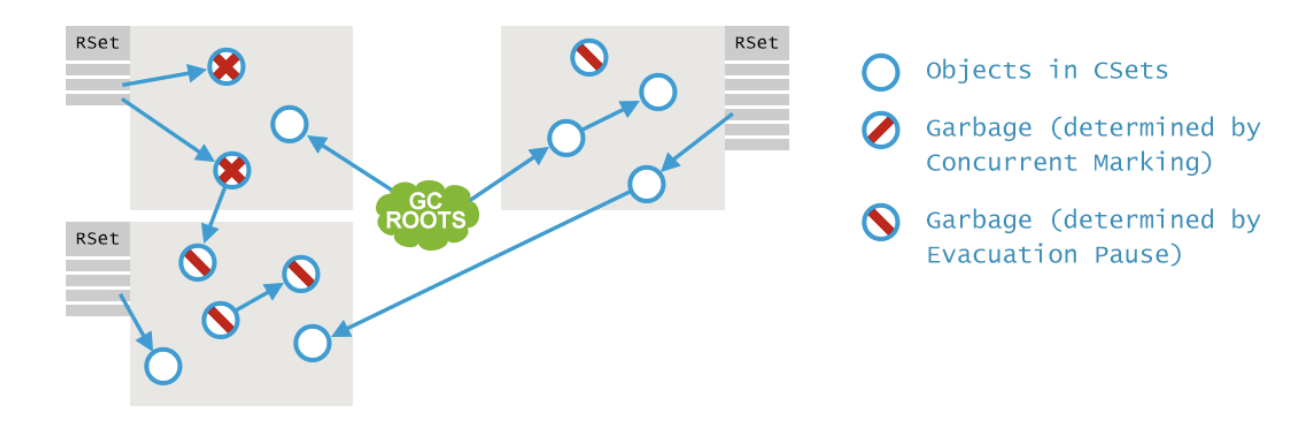 RSet
RSet
GC
ROOTS
RSet
Objects in CSets
Garbage (determined by
Concurrent Marking)
Garbage (determined by
Evacuation Pause)